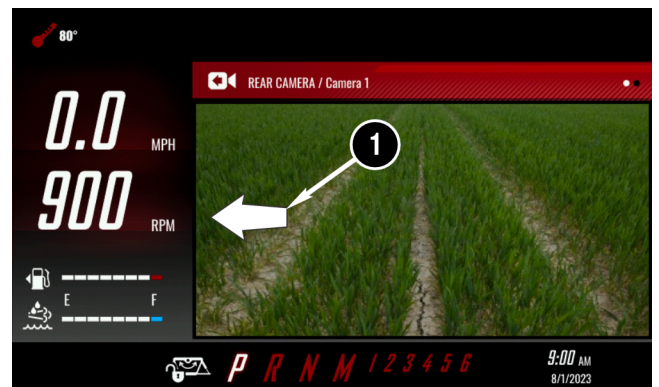 80°
REAR CAMERA / Camera 1
0.0 MPH
1
900 RPM
E F
P R N M 1 2 3 4 5 6
9:00 AM
8/1/2023